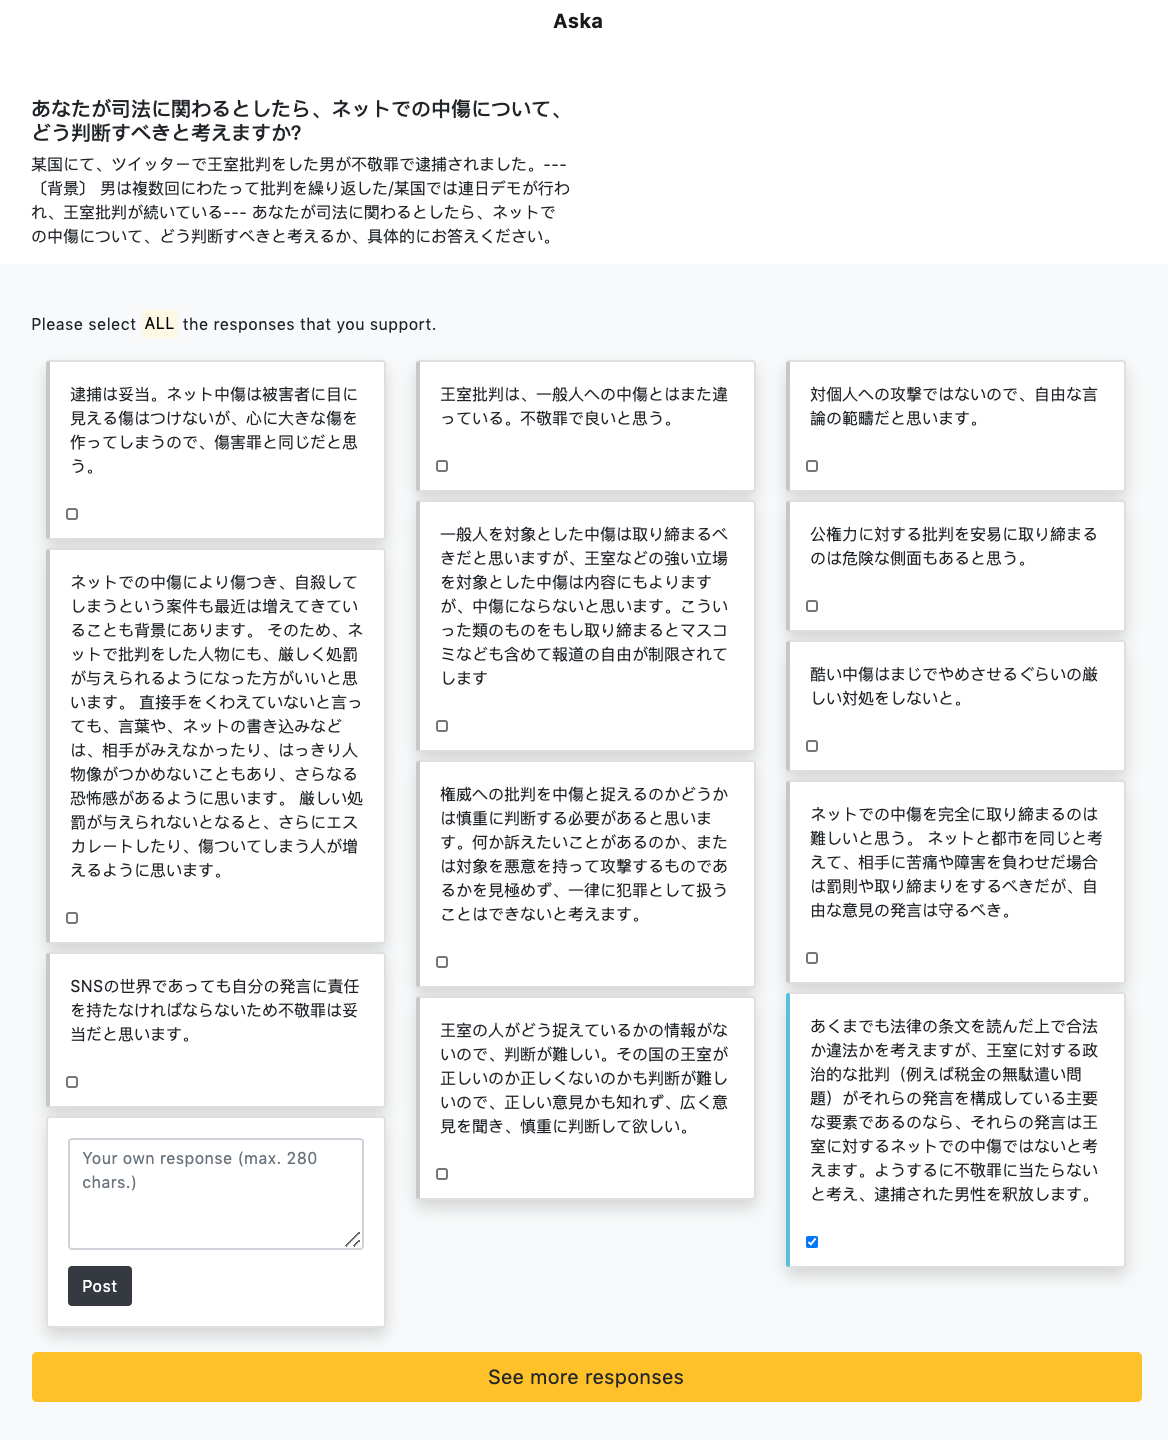 Aska
あなたが司法に関わるとしたら、ネットでの中傷について、
どう判断すべきと考えますか?
某国にて、ツイッターで王室批判をした男が不敬罪で逮捕されました。---
〔背景〕 男は複数回にわたって批判を繰り返した/某国では連日デモが行わ
れ、王室批判が続いている--- あなたが司法に関わるとしたら、ネットで
の中傷について、どう判断すべきと考えるか、具体的にお答えください。
Please select ALL the responses that you support.
逮捕は妥当。ネット中傷は被害者に目に
見える傷はつけないが、心に大きな傷を
作ってしまうので、傷害罪と同じだと思
う。
ネットでの中傷により傷つき、自殺して
しまうという案件も最近は増えてきてい
ることも背景にあります。 そのため、ネ
ットで批判をした人物にも、厳しく処罰
が与えられるようになった方がいいと思
います。 直接手をくわえていないと言っ
ても、言葉や、ネットの書き込みなど
は、相手がみえなかったり、はっきり人
物像がつかめないこともあり、さらなる
恐怖感があるように思います。 厳しい処
罰が与えられないとなると、さらにエス
カレートしたり、傷ついてしまう人が増
えるように思います。
SNSの世界であっても自分の発言に責任
を持たなければならないため不敬罪は妥
当だと思います。
Your own response (max. 280
chars.)
Post
王室批判は、一般人への中傷とはまた違
っている。不敬罪で良いと思う。
一般人を対象とした中傷は取り締まるべ
きだと思いますが、王室などの強い立場
を対象とした中傷は内容にもよります
が、中傷にならないと思います。こうい
った類のものをもし取り締まるとマスコ
ミなども含めて報道の自由が制限されて
します
権威への批判を中傷と捉えるのかどうか
は慎重に判断する必要があると思いま
す。何か訴えたいことがあるのか、また
は対象を悪意を持って攻撃するものであ
るかを見極めず、一律に犯罪として扱う
ことはできないと考えます。
王室の人がどう捉えているかの情報がな
いので、判断が難しい。その国の王室が
正しいのか正しくないのかも判断が難し
いので、正しい意見かも知れず、広く意
見を聞き、慎重に判断して欲しい。
対個人への攻撃ではないので、自由な言
論の範疇だと思います。
公権力に対する批判を安易に取り締まる
のは危険な側面もあると思う。
酷い中傷はまじでやめさせるぐらいの厳
しい対処をしないと。
ネットでの中傷を完全に取り締まるのは
難しいと思う。 ネットと都市を同じと考
えて、相手に苦痛や障害を負わせだ場合
は罰則や取り締まりをするべきだが、自
由な意見の発言は守るべき。
あくまでも法律の条文を読んだ上で合法
か違法かを考えますが、王室に対する政
治的な批判（例えば税金の無駄遣い問
題）がそれらの発言を構成している主要
な要素であるのなら、それらの発言は王
室に対するネットでの中傷ではないと考
えます。ようするに不敬罪に当たらない
と考え、逮捕された男性を釈放します。
See more responses